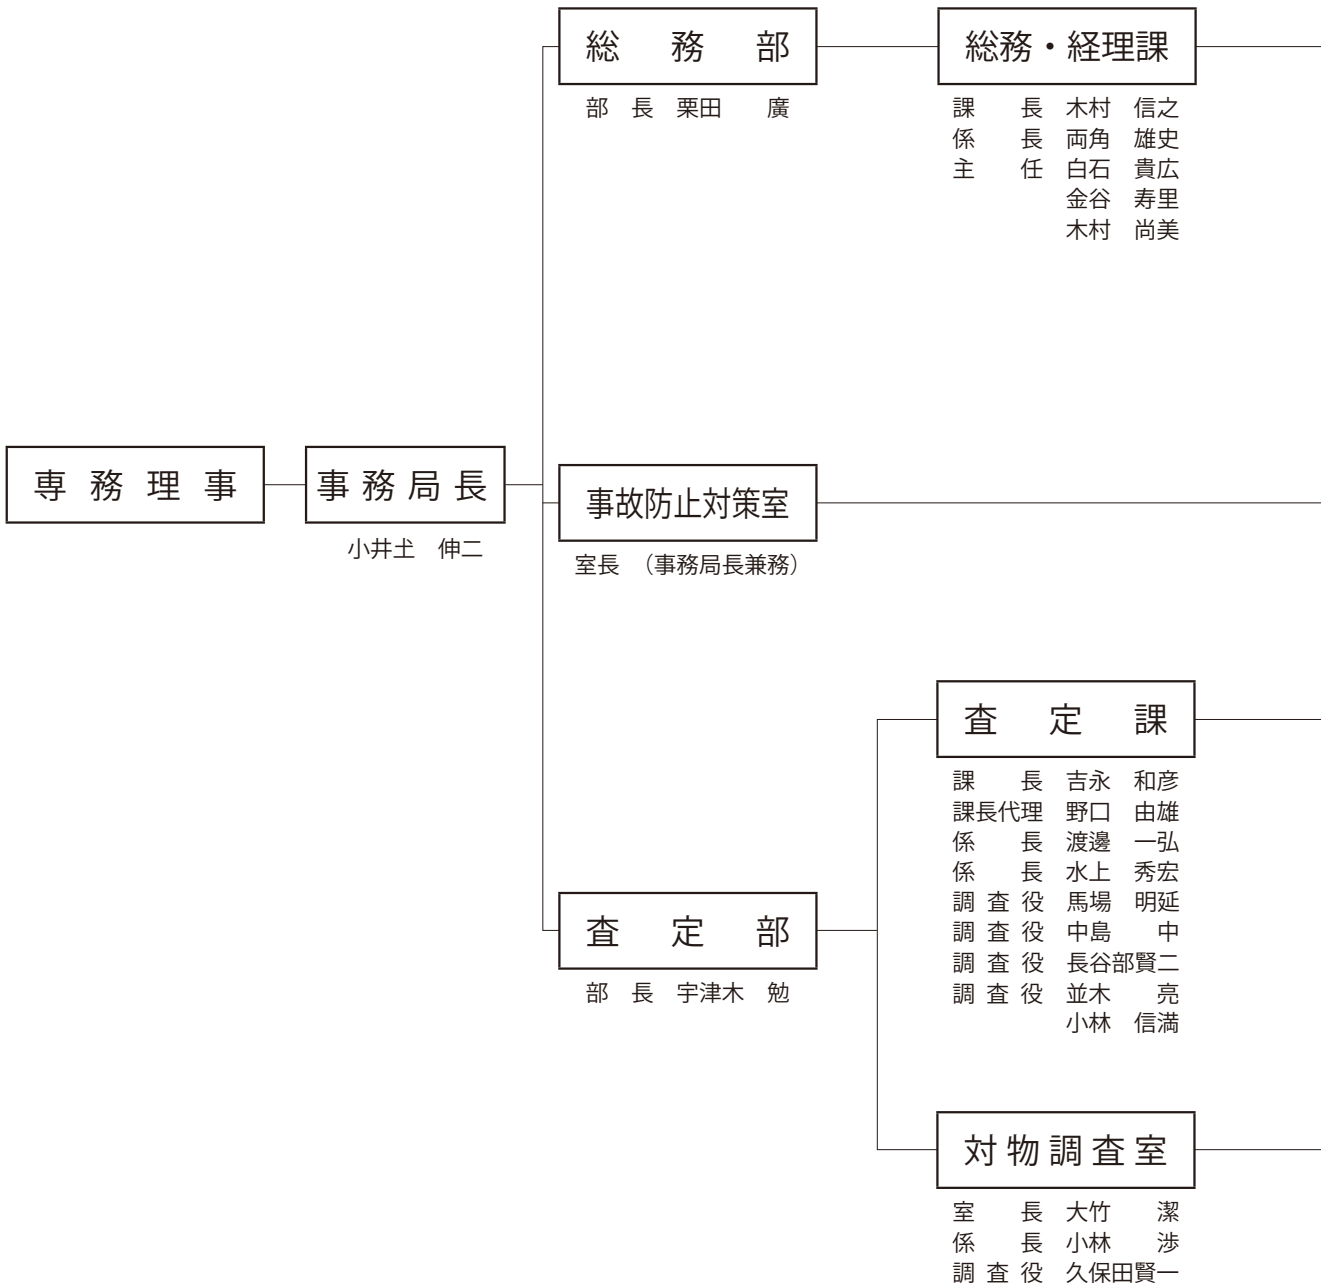 総務部
部長 栗田 廣
総務・経理課
課長 木村 信之
係長 両角 雄史
主任 白石 貴広
金谷 寿里
木村 尚美
専務理事
事務局長
小井圡 伸二
事故防止対策室
室長 （事務局長兼務）
査定部
部長 宇津木 勉
査定課
課長 吉永 和彦
課長代理 野口 由雄
係長 渡邊 一弘
係長 水上 秀宏
調査役 馬場 明延
調査役 中島 中
調査役 長谷部賢二
調査役 並木 亮
小林 信満
対物調査室
室長 大竹 潔
係長 小林 渉
調査役 久保田賢一